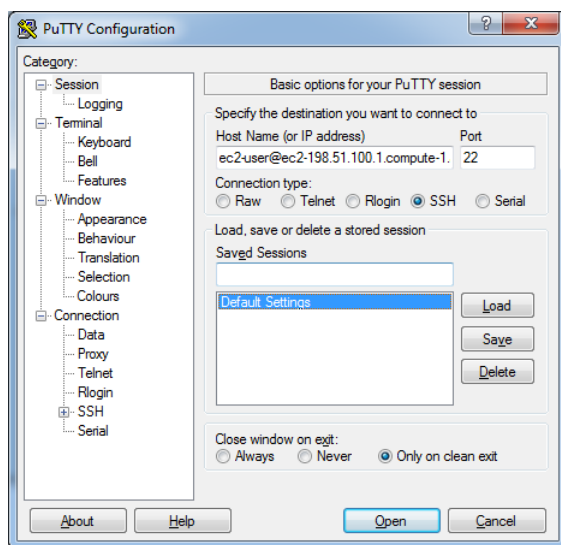 PuTTY Configuration
Category:
Session
Logging
Terminal
Keyboard
Bell
Features
Window
Appearance
Behaviour
Translation
Selection
Colours
Connection
Data
Proxy
Telnet
Rlogin
SSH
Serial
Basic options for your PuTTY session
Specify the destination you want to connect to
Host Name (or IP address) Port
ec2-user@ec2-198.51.100.1.compute-1. 22
Connection type:
Raw Telnet Rlogin SSH Serial
Load, save or delete a stored session
Saved Sessions
Default Settings
Load
Save
Delete
Close window on exit:
Always Never Only on clean exit
About Help Open Cancel